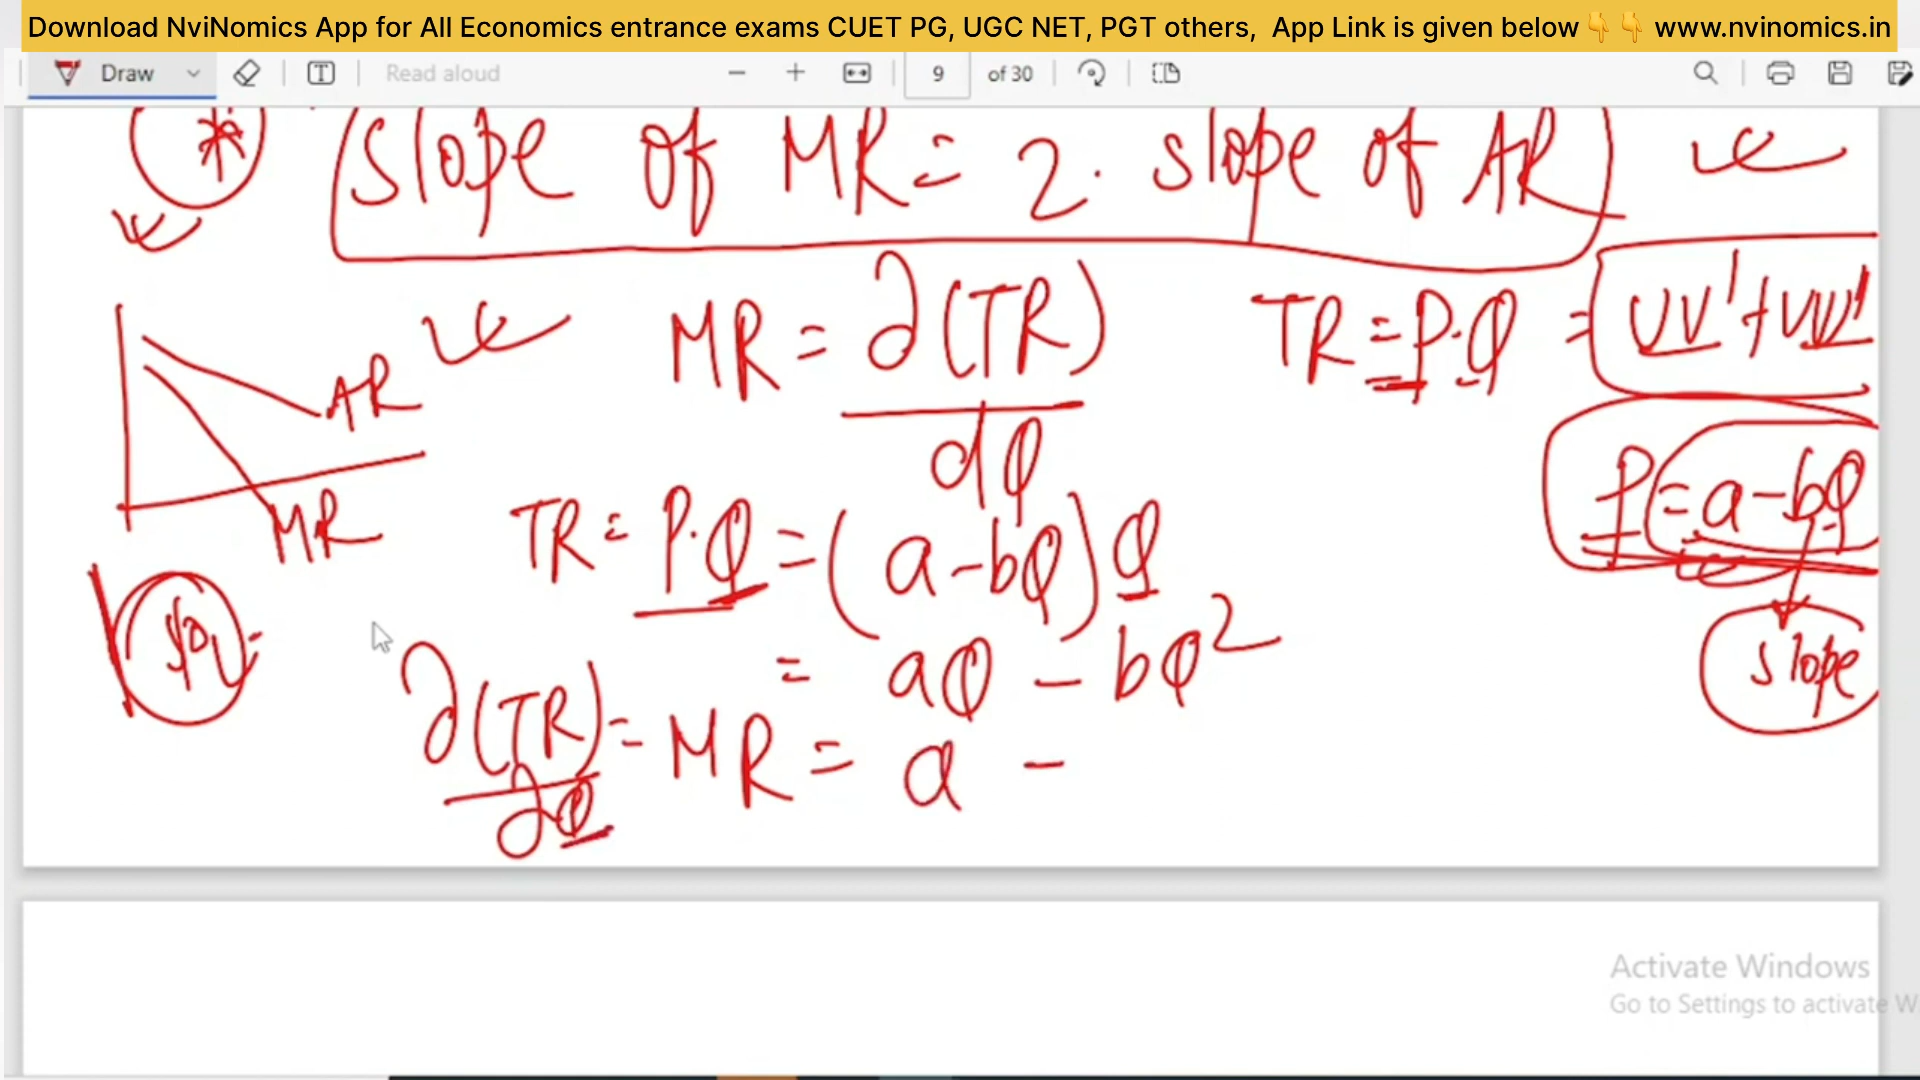 Download NviNomics App for All Economics entrance exams CUET PG, UGC NET, PGT others, App Link is given below👇👇 www.nvinomics.in
Draw
Read aloud
9 of 30
* slope of MR = 2. slope of AR
AR
MR
MR = ∂(TR)
dQ
TR = P.Q = UV' + VU'
P = a-bQ
slope
TR = P.Q = (a-bQ)Q
= aQ - bQ²
∂(TR) = MR = a -
∂Q
Activate Windows
Go to Settings to activate W